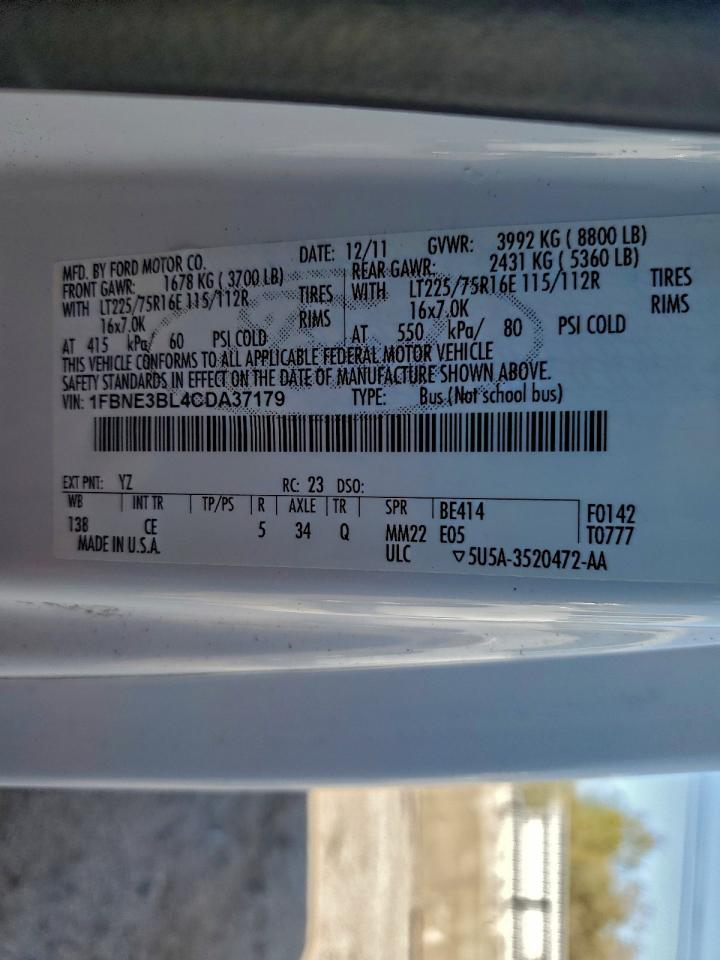 MFD. BY FORD MOTOR CO. DATE: 12/11 GVWR: 3992 KG ( 8800 LB)
FRONT GAWR: 1678 KG ( 3700 LB) REAR GAWR: 2431 KG ( 5360 LB)
WITH LT225/75R16E 115/112R TIRES WITH LT225/75R16E 115/112R TIRES
16x7.0K RIMS 16x7.0K RIMS
AT 415 kPa/ 60 PSI COLD AT 550 kPa/ 80 PSI COLD
THIS VEHICLE CONFORMS TO ALL APPLICABLE FEDERAL MOTOR VEHICLE
SAFETY STANDARDS IN EFFECT ON THE DATE OF MANUFACTURE SHOWN ABOVE.
VIN: 1FBNE3BL4CDA37179 TYPE: Bus (Not school bus)
EXT PNT: YZ RC: 23 DSO:
WB INT TR TP/PS R AXLE TR SPR BE414 F0142
138 CE 5 34 Q MM22 E05 T0777
MADE IN U.S.A. ULC ▽5U5A-3520472-AA